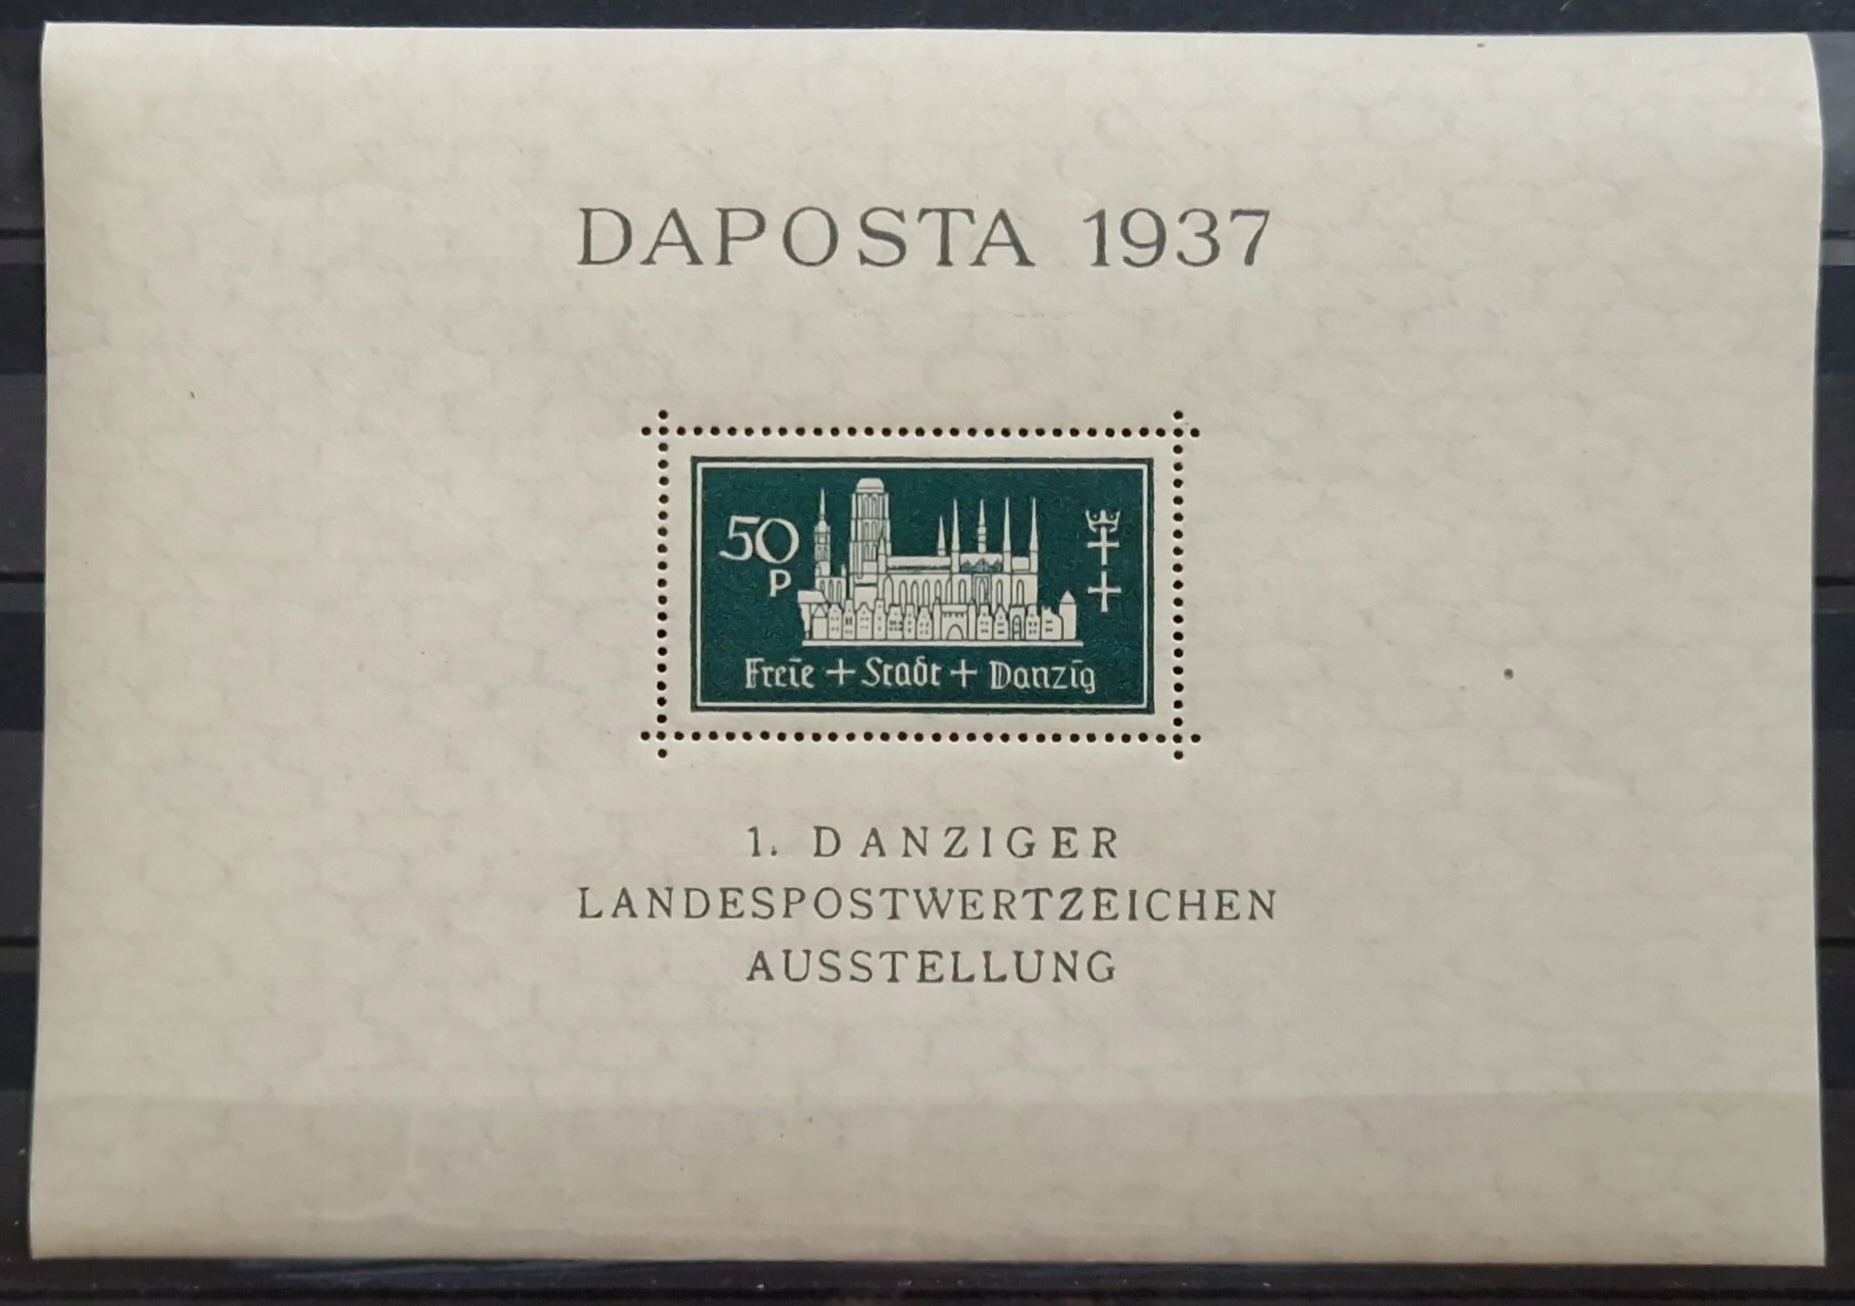 DAPOSTA 1937
50
P
Freie + Stadt + Danzig
1. DANZIGER
LANDESPOSTWERTZEICHEN
AUSSTELLUNG